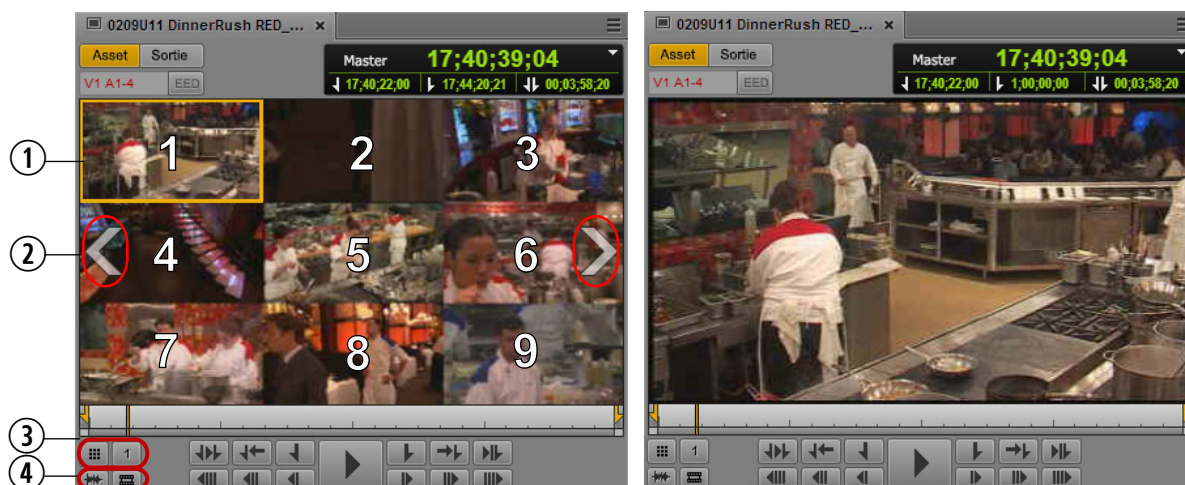 0209U11 DinnerRush RED_... x
Asset Sortie
Master 17;40;39;04
V1 A1-4 EED
17;40;22;00 17;44;20;21 00;03;58;20
1 2 3
4 5 6
7 8 9
1
2
3
4
1
0209U11 DinnerRush RED_... x
Asset Sortie
Master 17;40;39;04
V1 A1-4 EED
17;40;22;00 1;00;00;00 00;03;58;20
1